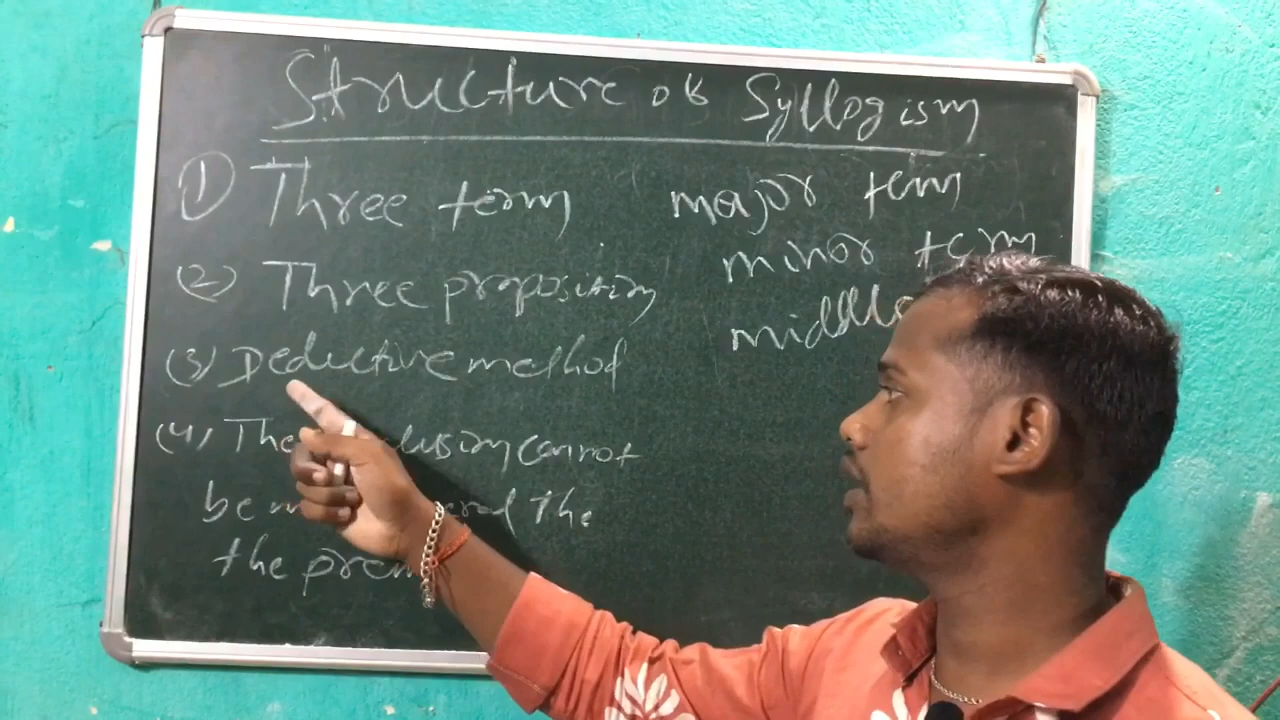 Structure of Syllogism
(1) Three term major term
minor term
(2) Three proposition
middle
(3) Deductive method
(4) The cannot
be the
the